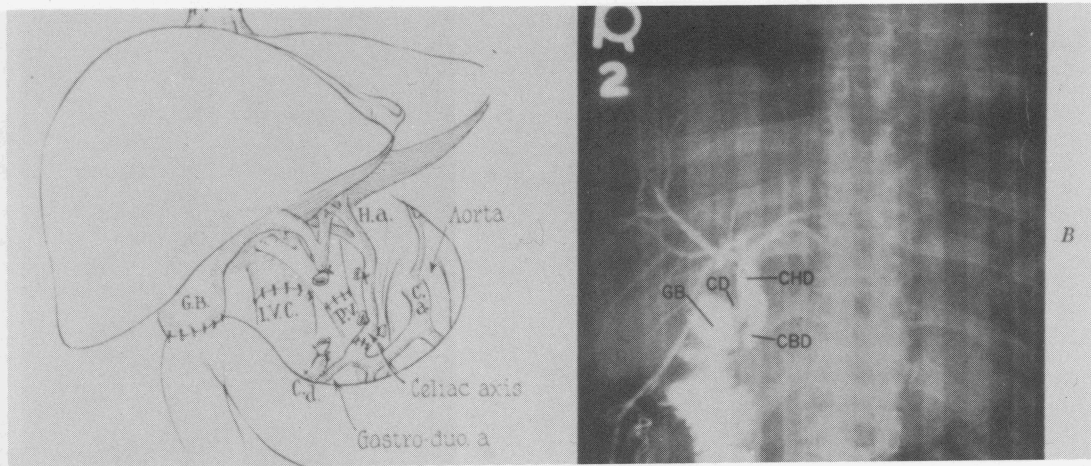 H.a.
Aorta
G.B.
I.V.C.
P.V.
C.
a.
C.d.
Celiac axis
Gastro-duo. a
R
2
GB
CD
CHD
CBD
B